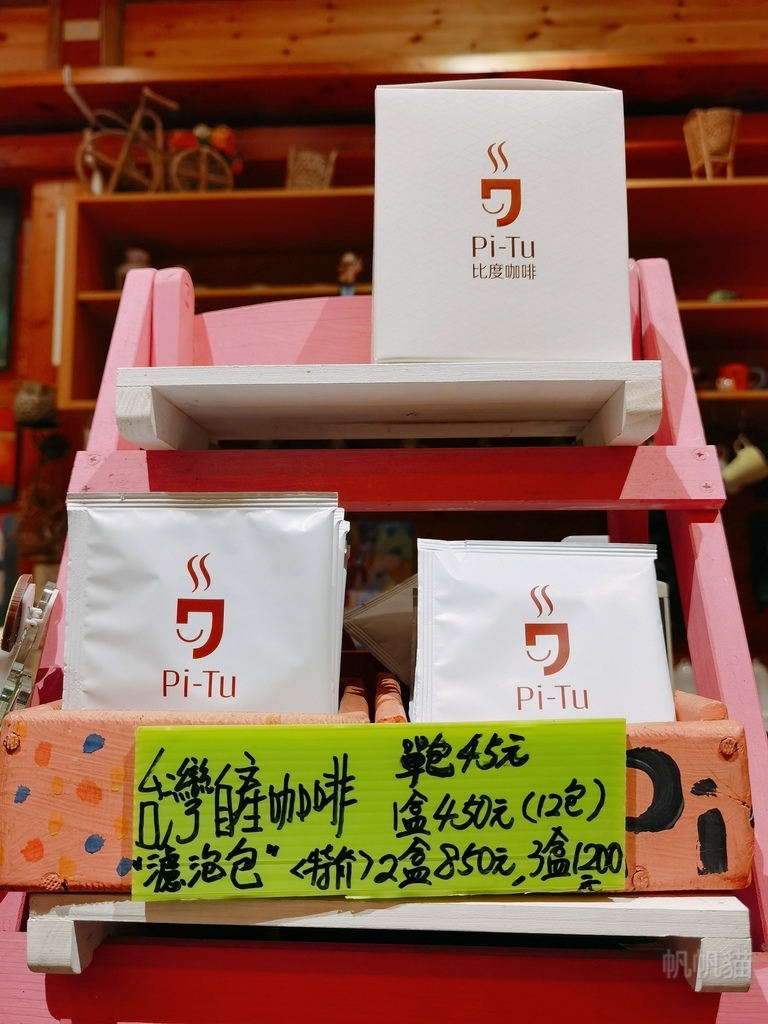 Pi-Tu
比度咖啡
Pi-Tu
Pi-Tu
台灣自產咖啡
"濾泡包"
單包45元
1盒450元(12包)
<特價>2盒850元,3盒1200元
帆帆貓